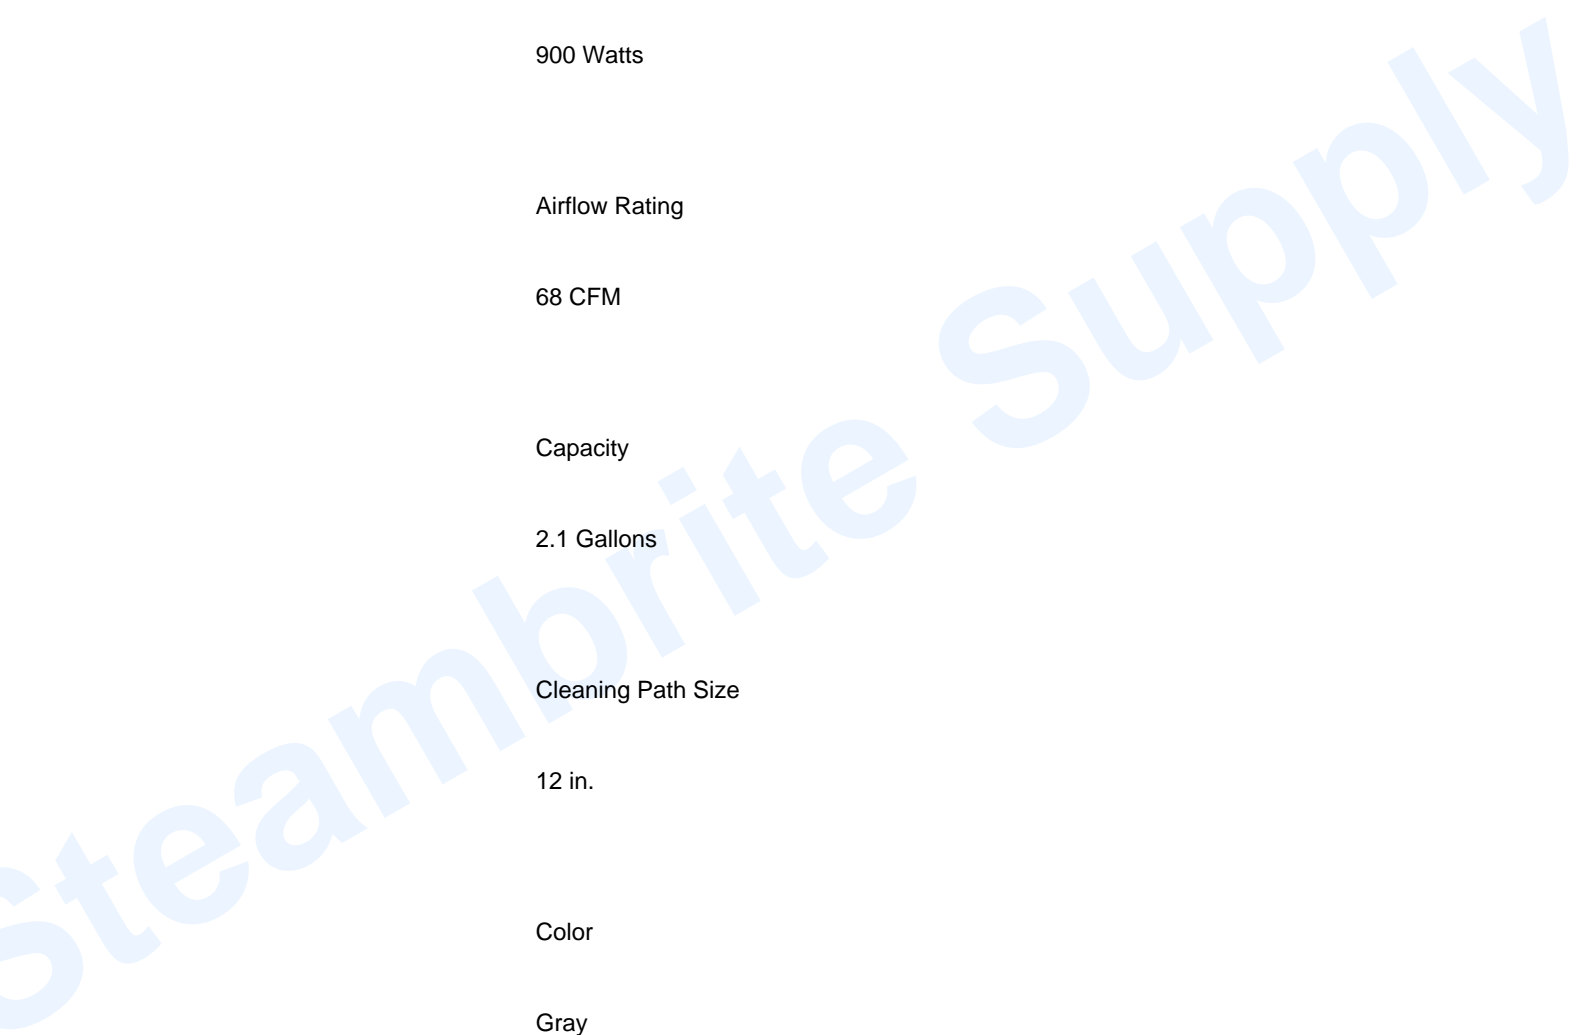 900 Watts
Airflow Rating
68 CFM
Capacity
2.1 Gallons
Cleaning Path Size
12 in.
Color
Gray
Steambrite Supply